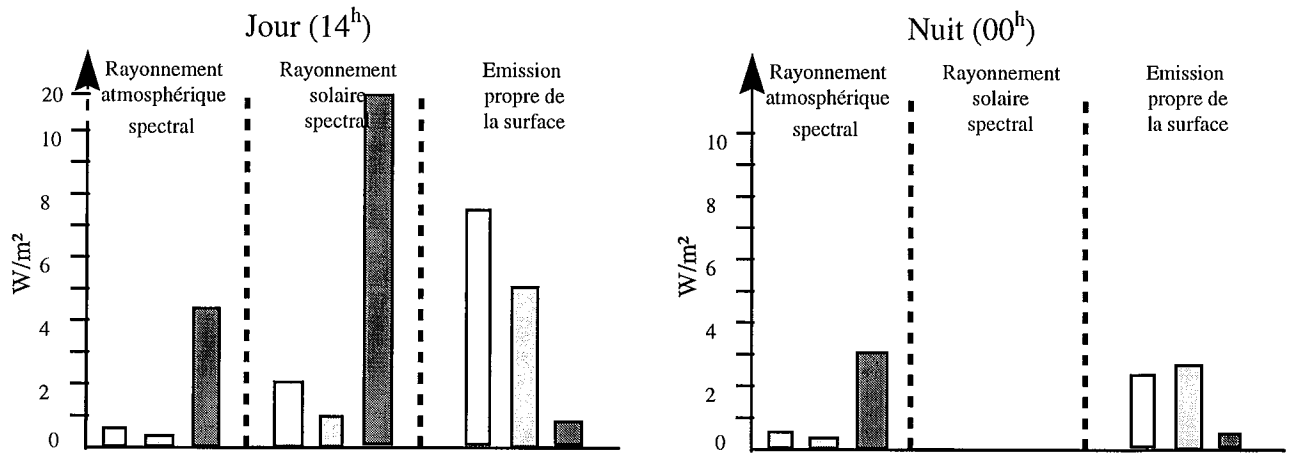 Jour (14h)
Rayonnement
atmosphérique
spectral
Rayonnement
solaire
spectral
Emission
propre de
la surface
20
10
8
6
4
2
0
W/m²
Nuit (00h)
Rayonnement
atmosphérique
spectral
Rayonnement
solaire
spectral
Emission
propre de
la surface
10
8
6
4
2
0
W/m²